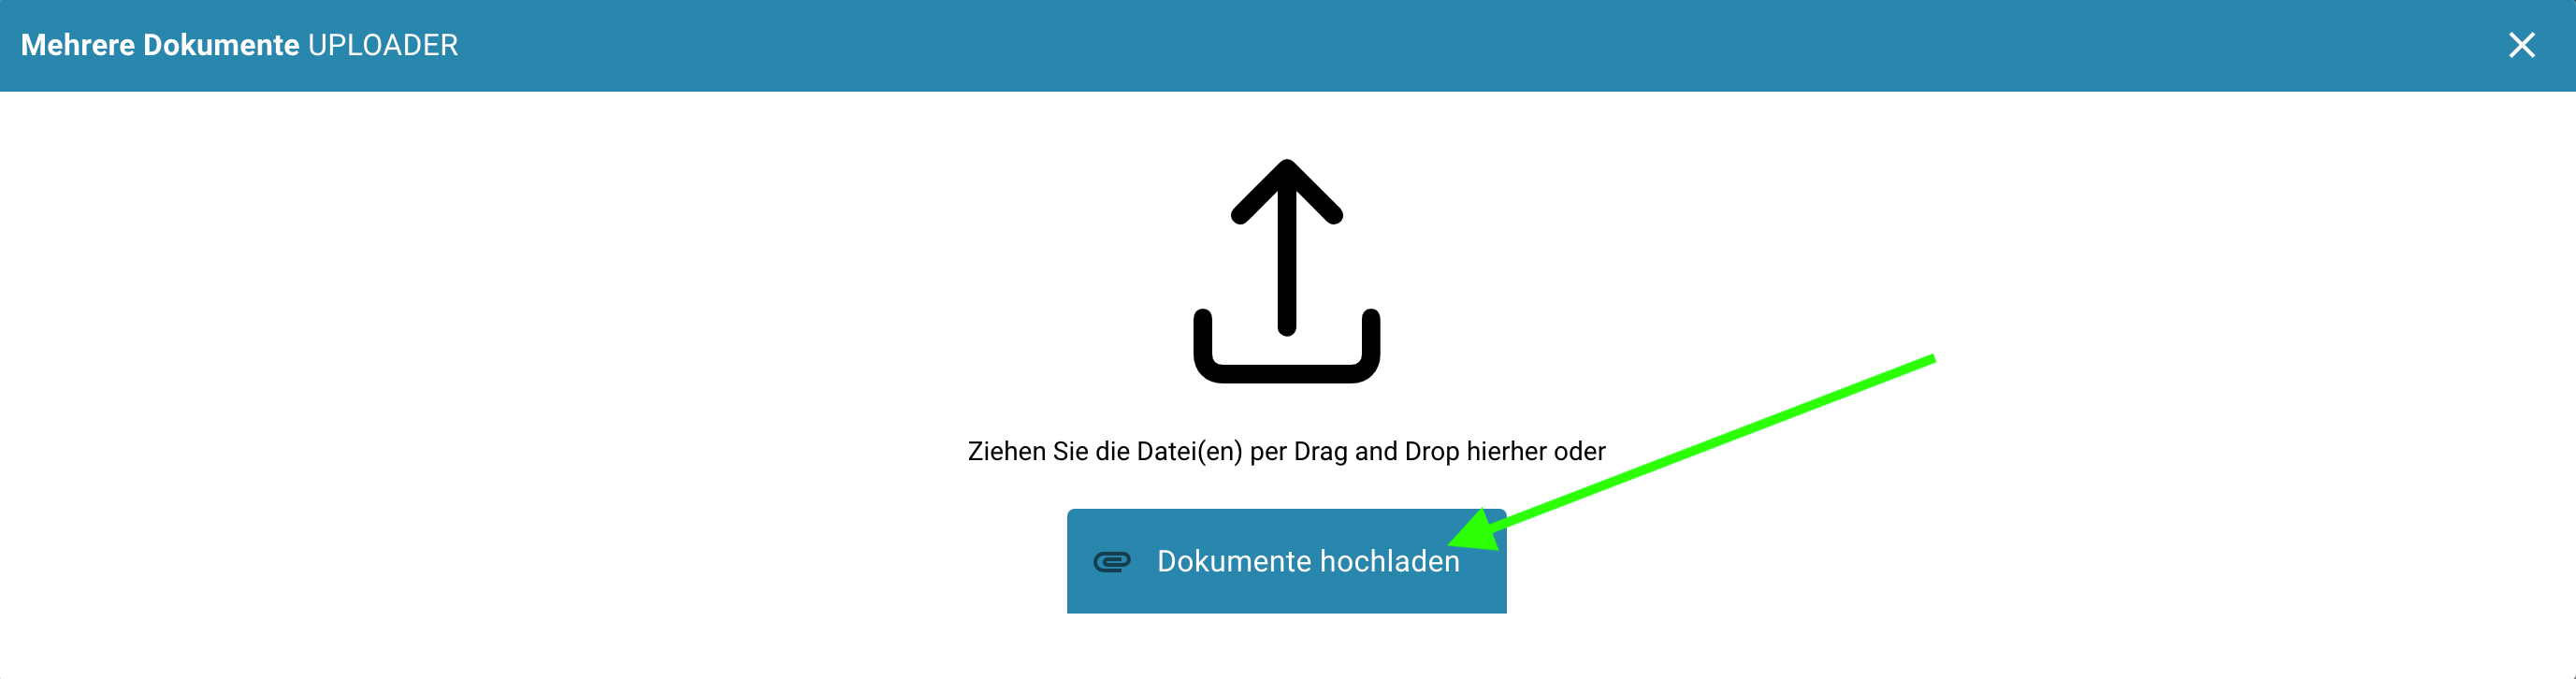 Mehrere Dokumente UPLOADER
Ziehen Sie die Datei(en) per Drag and Drop hierher oder
Dokumente hochladen